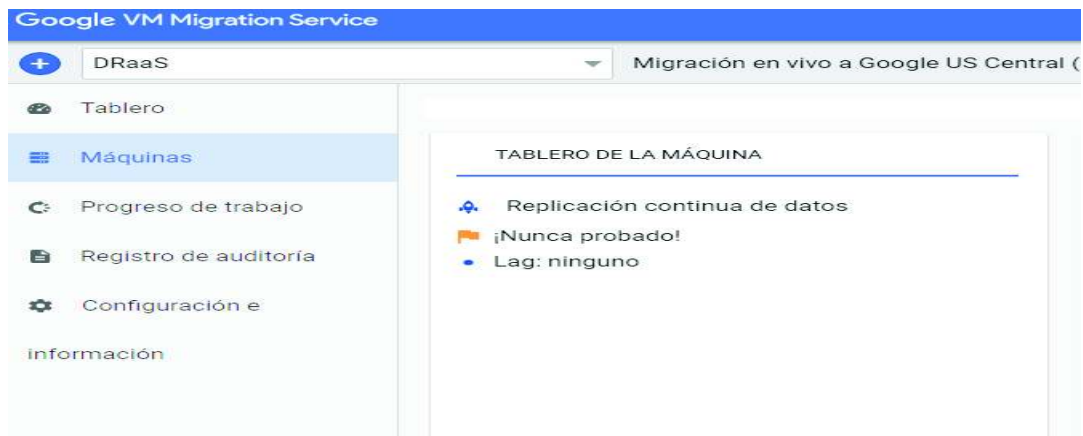 Google VM Migration Service
DRaaS
Migración en vivo a Google US Central (
Tablero
Máquinas
Progreso de trabajo
Registro de auditoría
Configuración e
información
TABLERO DE LA MÁQUINA
Replicación continua de datos
¡Nunca probado!
Lag: ninguno